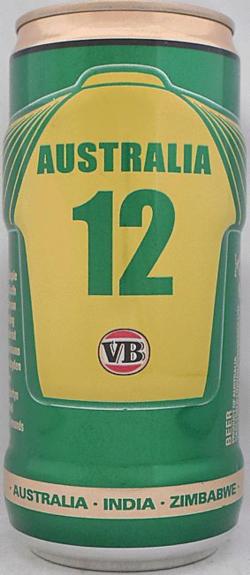 AUSTRALIA
12
VB
BEER
· AUSTRALIA · INDIA · ZIMBABWE ·